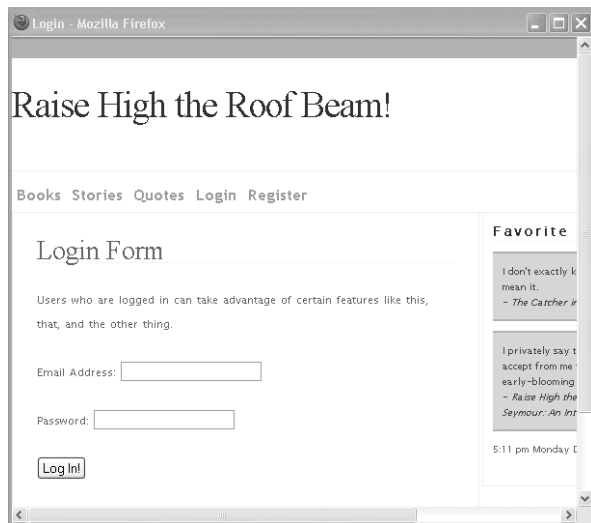 Login - Mozilla Firefox
Raise High the Roof Beam!
Books Stories Quotes Login Register
Login Form
Users who are logged in can take advantage of certain features like this,
that, and the other thing.
Email Address:
Password:
Log In!
Favorite
I don't exactly k
mean it.
- The Catcher in
I privately say t
accept from me
early-blooming
- Raise High the
Seymour: An Int
5:11 pm Monday D